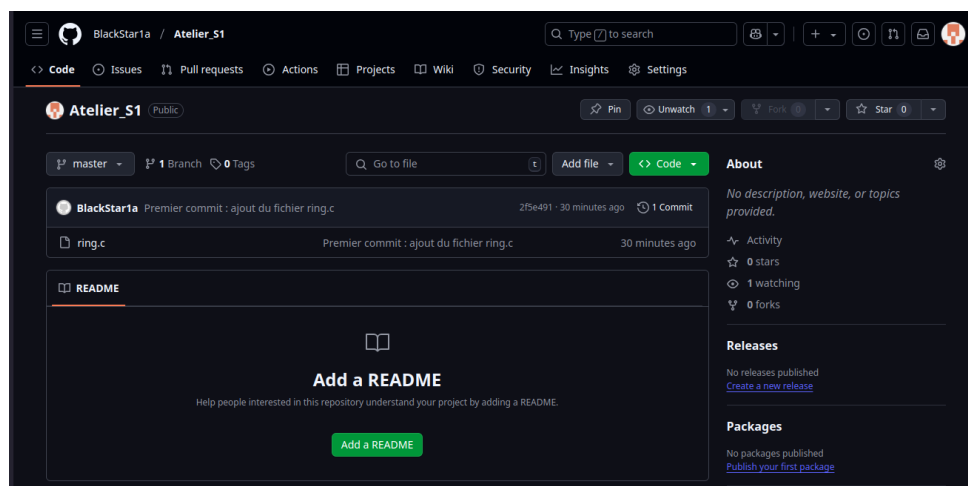 BlackStar1a / Atelier_S1
Type / to search
Code Issues Pull requests Actions Projects Wiki Security Insights Settings
Atelier_S1 Public
Pin Unwatch 1 Fork 0 Star 0
master 1 Branch 0 Tags
Go to file t Add file Code
BlackStar1a Premier commit : ajout du fichier ring.c 2f5e491 · 30 minutes ago 1 Commit
ring.c Premier commit : ajout du fichier ring.c 30 minutes ago
README
Add a README
Help people interested in this repository understand your project by adding a README.
Add a README
About
No description, website, or topics
provided.
Activity
0 stars
1 watching
0 forks
Releases
No releases published
Create a new release
Packages
No packages published
Publish your first package